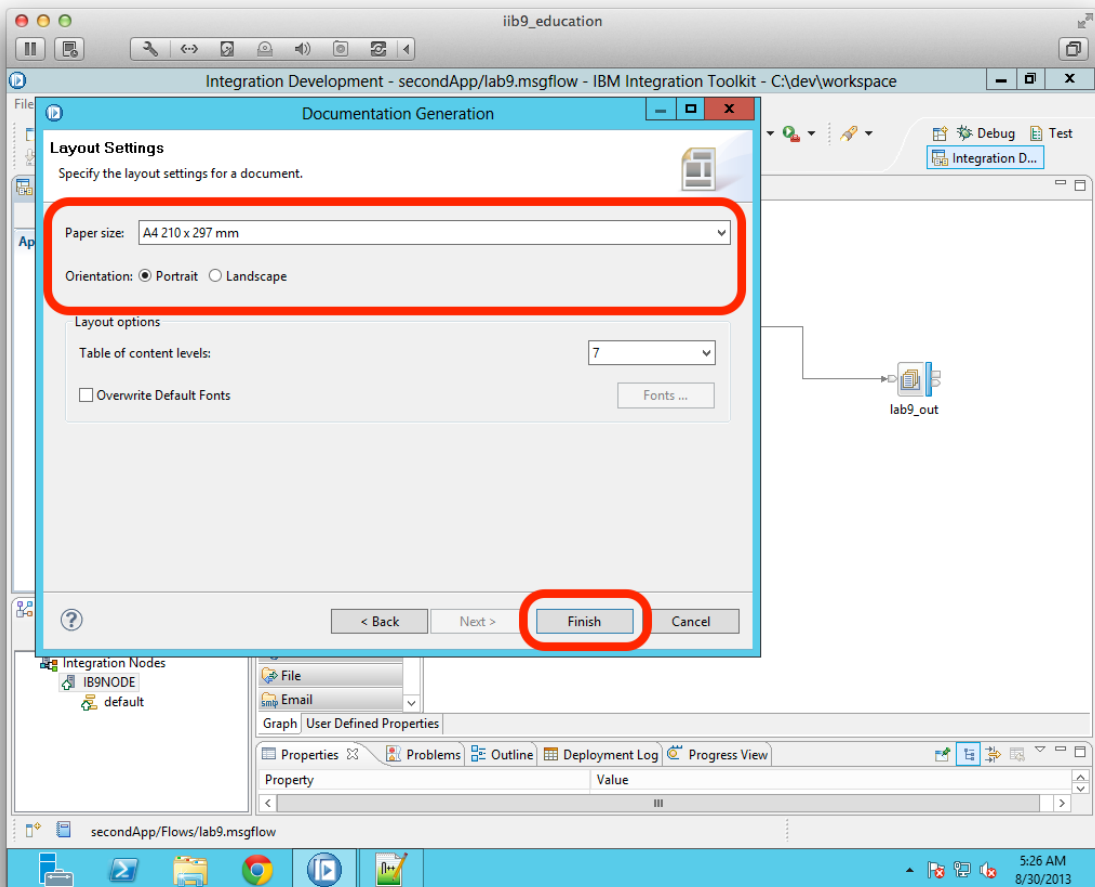 iib9_education
Integration Development - secondApp/lab9.msgflow - IBM Integration Toolkit - C:\dev\workspace
File
Documentation Generation
Debug
Test
Integration D...
Layout Settings
Specify the layout settings for a document.
Ap
Paper size: A4 210 x 297 mm
Orientation: Portrait Landscape
Layout options
Table of content levels: 7
Overwrite Default Fonts
Fonts ...
lab9_out
< Back Next > Finish Cancel
Integration Nodes
IB9NODE
default
File
Email
Graph User Defined Properties
Properties Problems Outline Deployment Log Progress View
Property Value
secondApp/Flows/lab9.msgflow
5:26 AM
8/30/2013